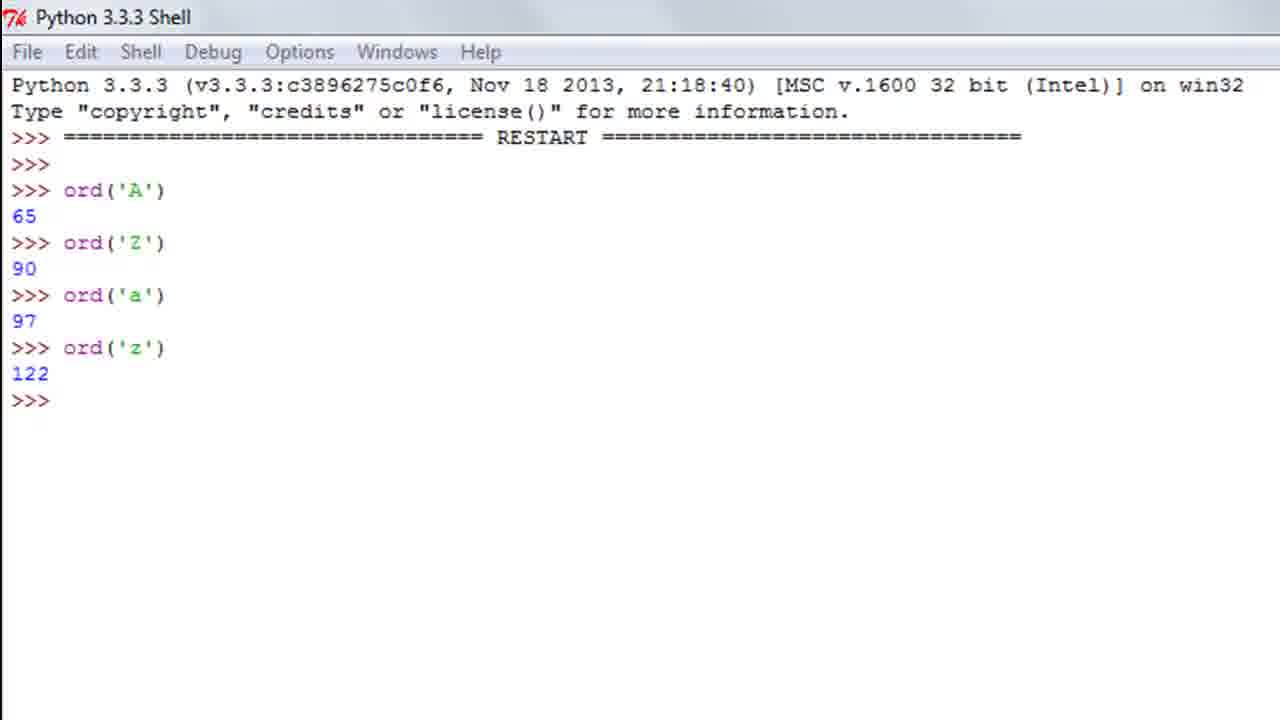 Python 3.3.3 Shell
File Edit Shell Debug Options Windows Help
Python 3.3.3 (v3.3.3:c3896275c0f6, Nov 18 2013, 21:18:40) [MSC v.1600 32 bit (Intel)] on win32
Type "copyright", "credits" or "license()" for more information.
>>> ================================ RESTART ================================
>>>
>>> ord('A')
65
>>> ord('Z')
90
>>> ord('a')
97
>>> ord('z')
122
>>>